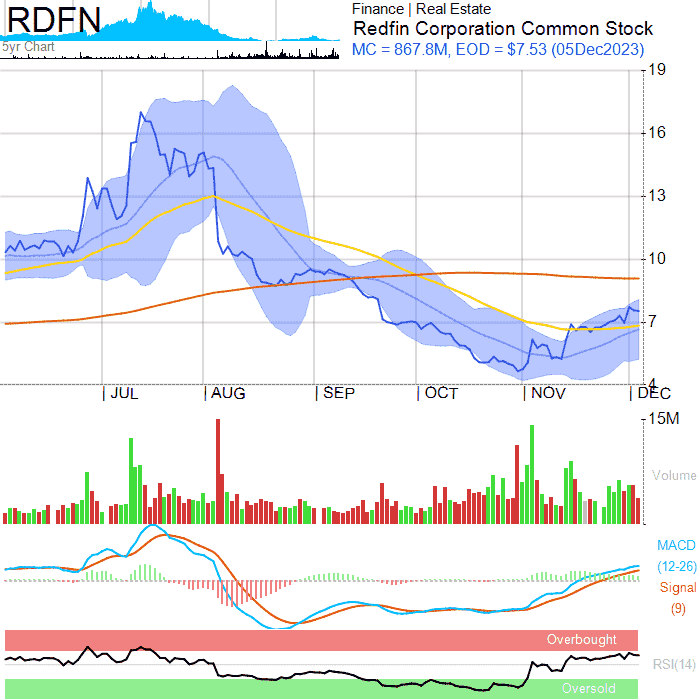 RDFN
5yr Chart
Finance | Real Estate
Redfin Corporation Common Stock
MC = 867.8M, EOD = $7.53 (05Dec2023)
19
16
13
10
7
4
JUL
AUG
SEP
OCT
NOV
DEC
15M
Volume
MACD
(12-26)
Signal
(9)
Overbought
RSI(14)
Oversold